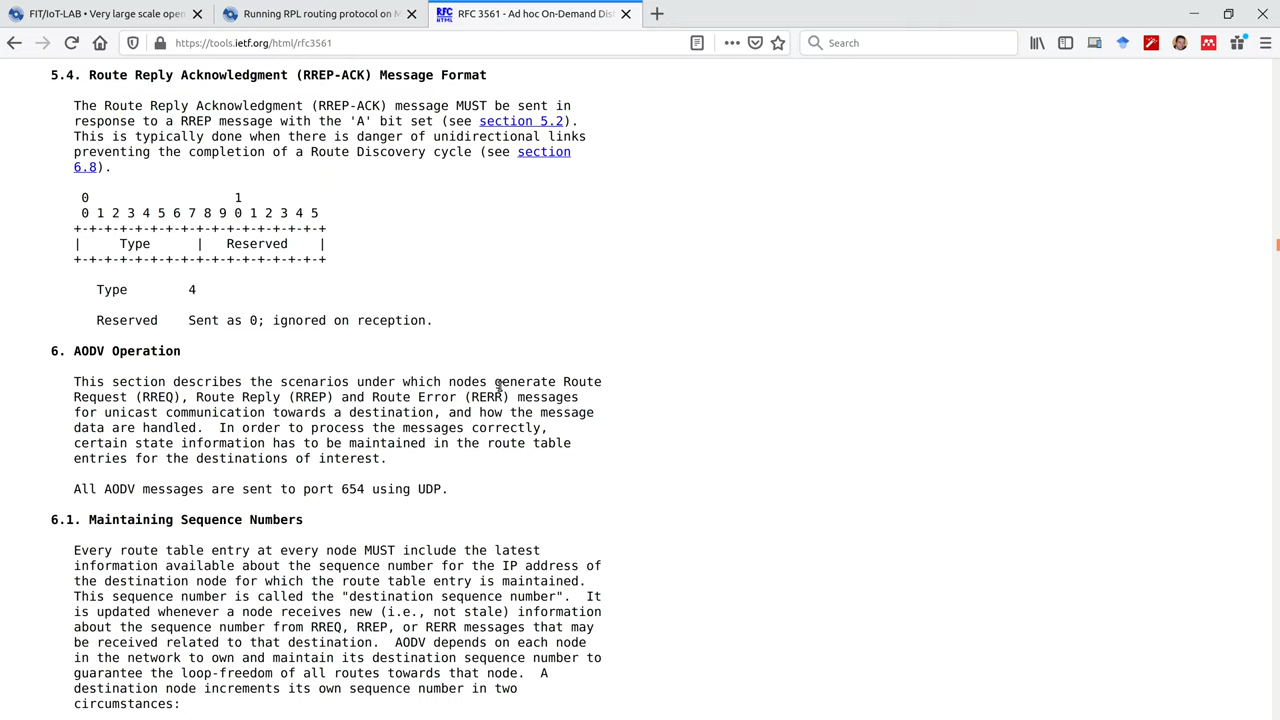 FIT/IoT-LAB • Very large scale open
Running RPL routing protocol on M
RFC 3561 - Ad hoc On-Demand Dis
https://tools.ietf.org/html/rfc3561
Search
5.4. Route Reply Acknowledgment (RREP-ACK) Message Format
The Route Reply Acknowledgment (RREP-ACK) message MUST be sent in
response to a RREP message with the 'A' bit set (see section 5.2).
This is typically done when there is danger of unidirectional links
preventing the completion of a Route Discovery cycle (see section
6.8).
0 1
0 1 2 3 4 5 6 7 8 9 0 1 2 3 4 5
+-+-+-+-+-+-+-+-+-+-+-+-+-+-+-+-+
| Type | Reserved |
+-+-+-+-+-+-+-+-+-+-+-+-+-+-+-+-+
Type 4
Reserved Sent as 0; ignored on reception.
6. AODV Operation
This section describes the scenarios under which nodes generate Route
Request (RREQ), Route Reply (RREP) and Route Error (RERR) messages
for unicast communication towards a destination, and how the message
data are handled. In order to process the messages correctly,
certain state information has to be maintained in the route table
entries for the destinations of interest.
All AODV messages are sent to port 654 using UDP.
6.1. Maintaining Sequence Numbers
Every route table entry at every node MUST include the latest
information available about the sequence number for the IP address of
the destination node for which the route table entry is maintained.
This sequence number is called the "destination sequence number". It
is updated whenever a node receives new (i.e., not stale) information
about the sequence number from RREQ, RREP, or RERR messages that may
be received related to that destination. AODV depends on each node
in the network to own and maintain its destination sequence number to
guarantee the loop-freedom of all routes towards that node. A
destination node increments its own sequence number in two
circumstances: